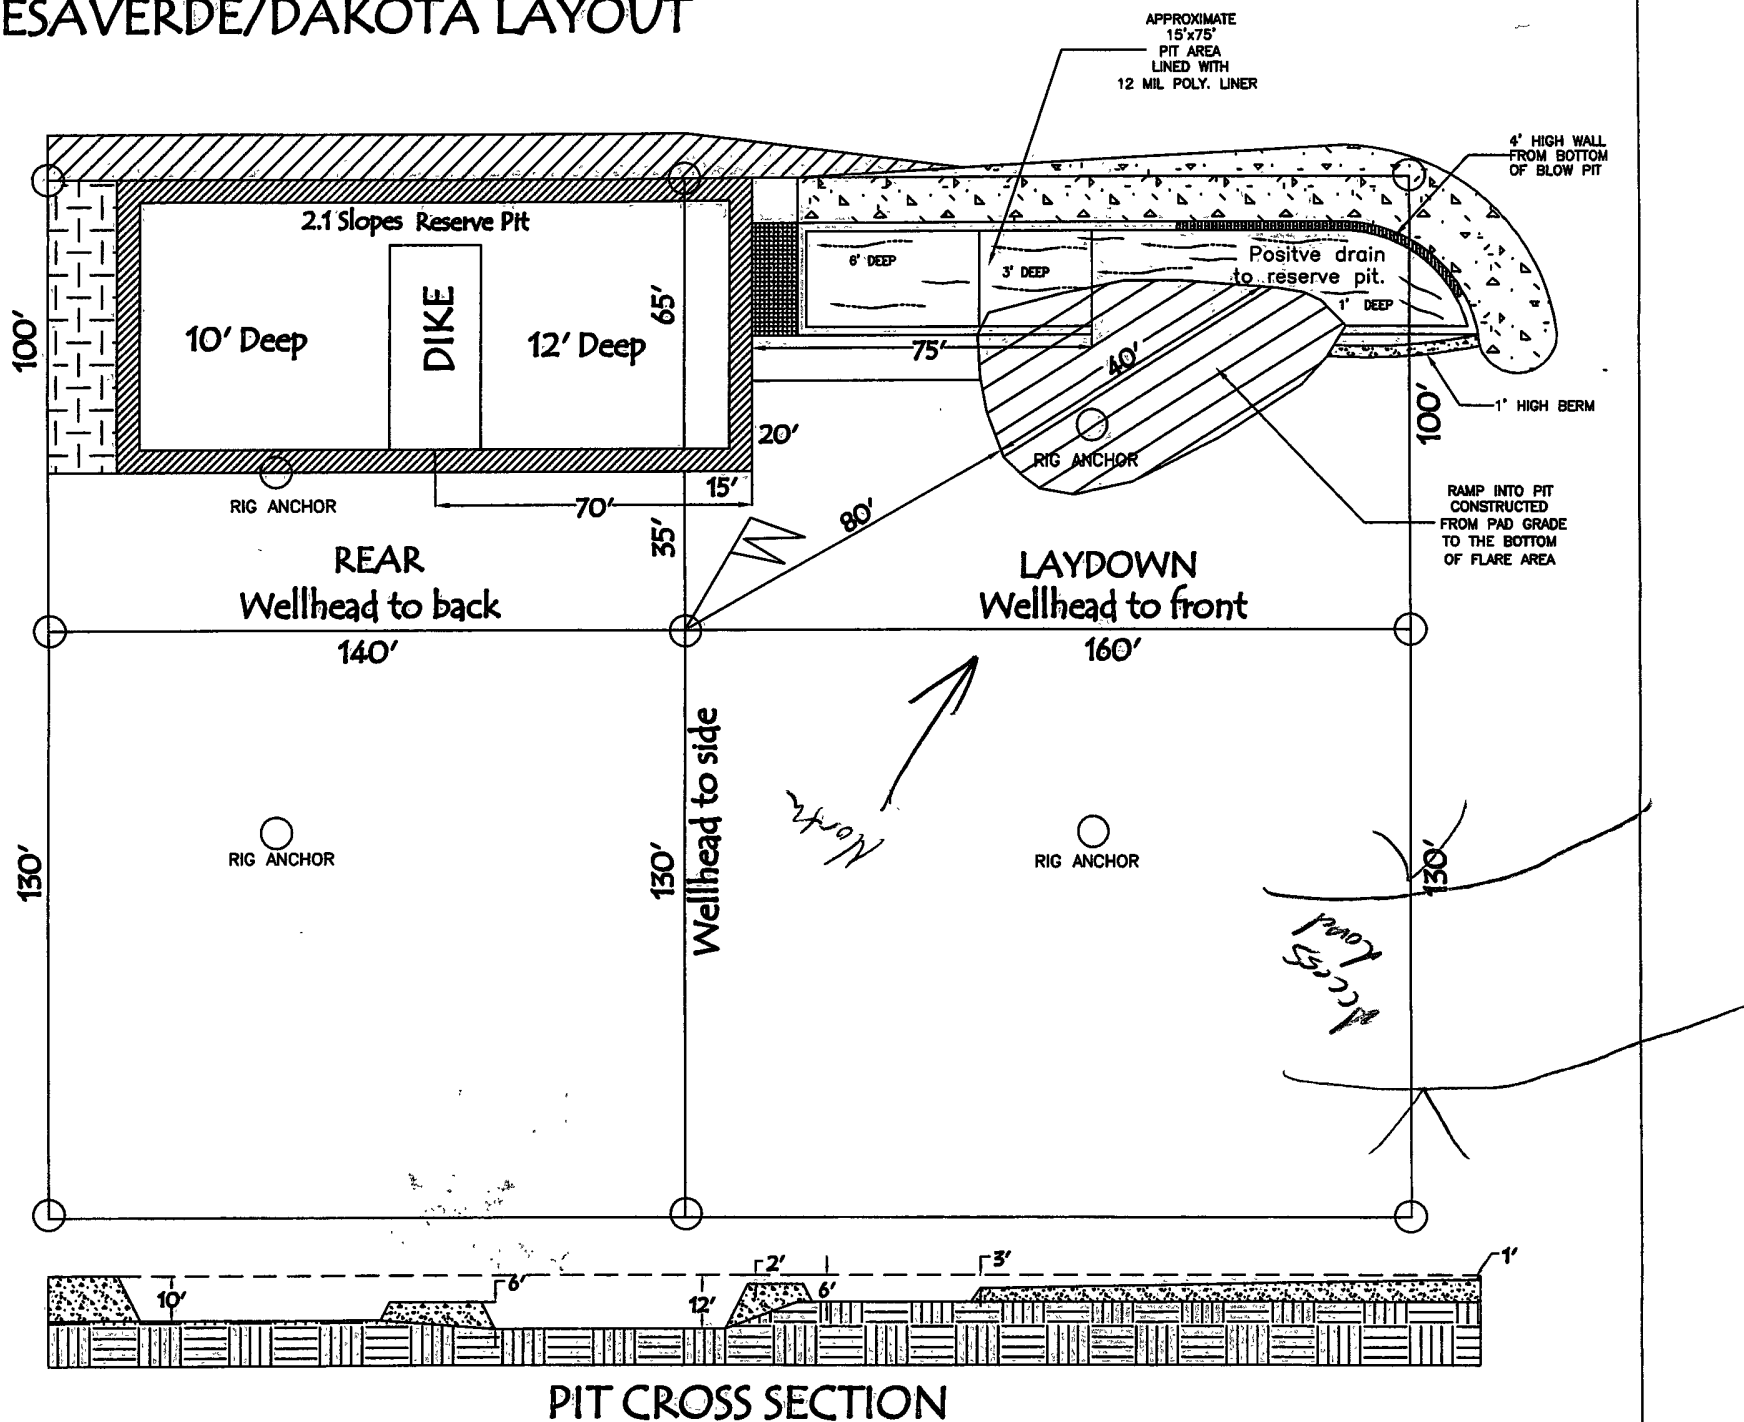 ESAVERDE/DAKOTA LAYOUT
APPROXIMATE
15'x75'
PIT AREA
LINED WITH
12 MIL POLY. LINER
4' HIGH WALL
FROM BOTTOM
OF BLOW PIT
2.1 Slopes Reserve Pit
6' DEEP
3' DEEP
Positve drain
to reserve pit.
1' DEEP
100'
10' Deep
DIKE
12' Deep
65'
75'
40'
1' HIGH BERM
100'
20'
RIG ANCHOR
15'
70'
RIG ANCHOR
35'
80'
RAMP INTO PIT
CONSTRUCTED
FROM PAD GRADE
TO THE BOTTOM
OF FLARE AREA
REAR
Wellhead to back
140'
LAYDOWN
Wellhead to front
160'
North
130'
RIG ANCHOR
130'
Wellhead to side
RIG ANCHOR
130'
Access
Road
10'
6'
12'
2'
6'
3'
1'
PIT CROSS SECTION